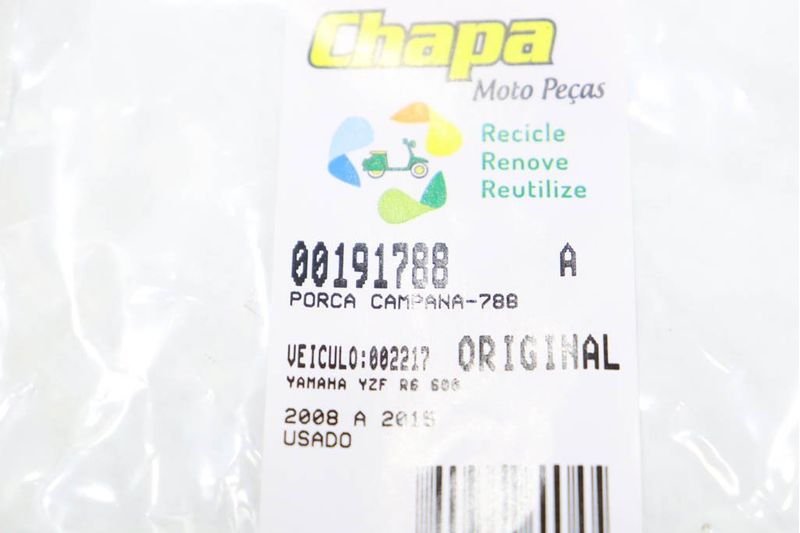 Chapa
Moto Peças
Recicle
Renove
Reutilize
00191788 A
PORCA CAMPANA-788
VEICULO:002217 ORIGINAL
YAMAHA YZF R6 600
2008 A 2015
USADO